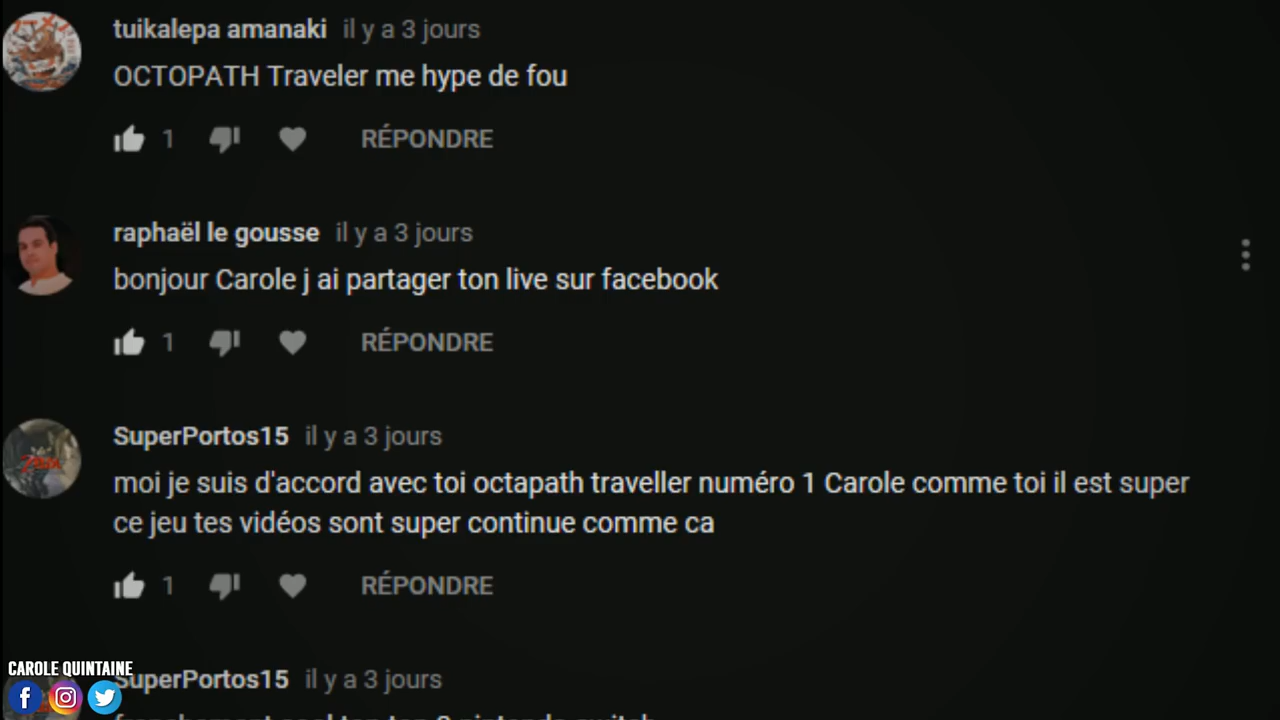 tuikalepa amanaki il y a 3 jours
OCTOPATH Traveler me hype de fou
1 RÉPONDRE
raphaël le gousse il y a 3 jours
bonjour Carole j ai partager ton live sur facebook
1 RÉPONDRE
SuperPortos15 il y a 3 jours
moi je suis d'accord avec toi octapath traveller numéro 1 Carole comme toi il est super
ce jeu tes vidéos sont super continue comme ca
1 RÉPONDRE
CAROLE QUINTAINE
SuperPortos15 il y a 3 jours